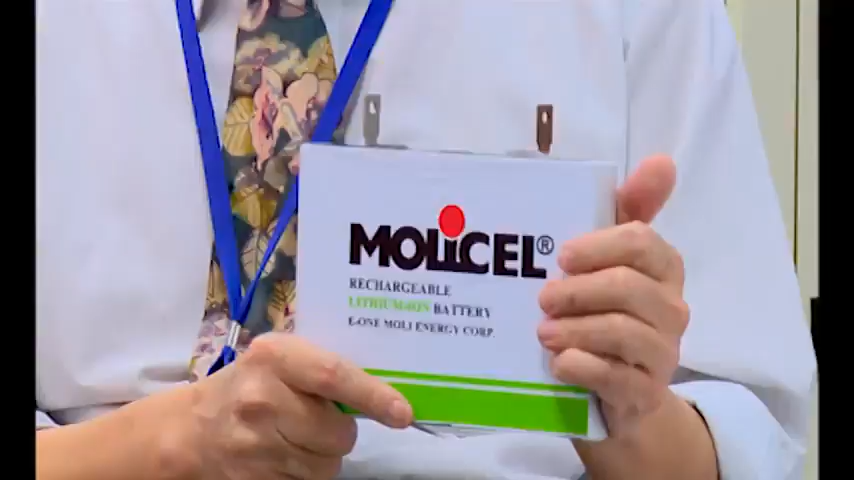 MOLICEL®
RECHARGEABLE
LITHIUM-ION BATTERY
E-ONE MOLI ENERGY CORP.